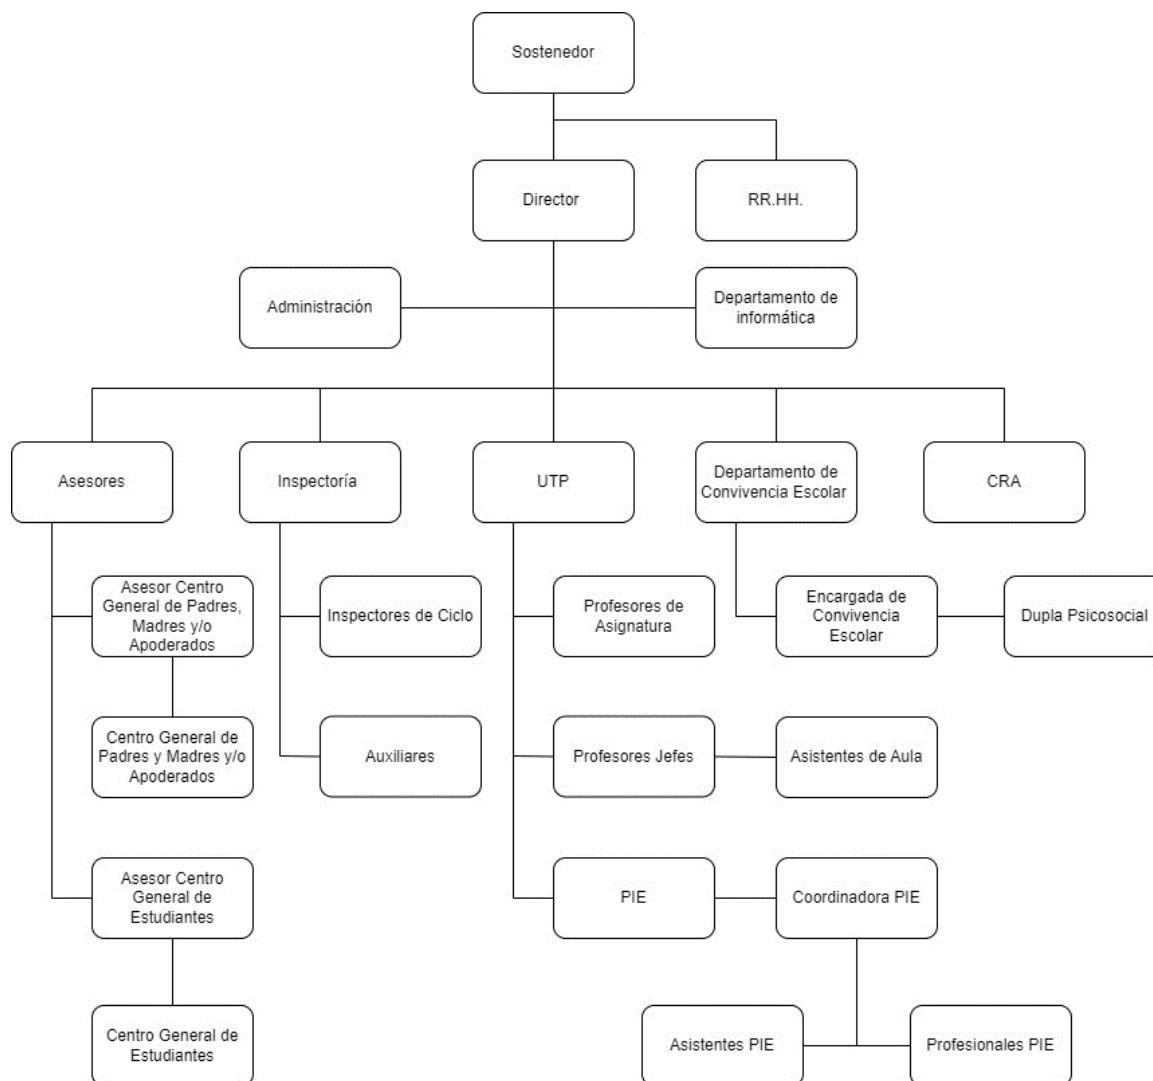 Sostenedor
Director
RR.HH.
Administración
Departamento de
informática
Asesores
Inspectoría
UTP
Departamento de
Convivencia Escolar
CRA
Asesor Centro
General de Padres,
Madres y/o
Apoderados
Inspectores de Ciclo
Profesores de
Asignatura
Encargada de
Convivencia
Escolar
Dupla Psicosocial
Centro General de
Padres y Madres y/o
Apoderados
Auxiliares
Profesores Jefes
Asistentes de Aula
Asesor Centro
General de
Estudiantes
PIE
Coordinadora PIE
Centro General de
Estudiantes
Asistentes PIE
Profesionales PIE